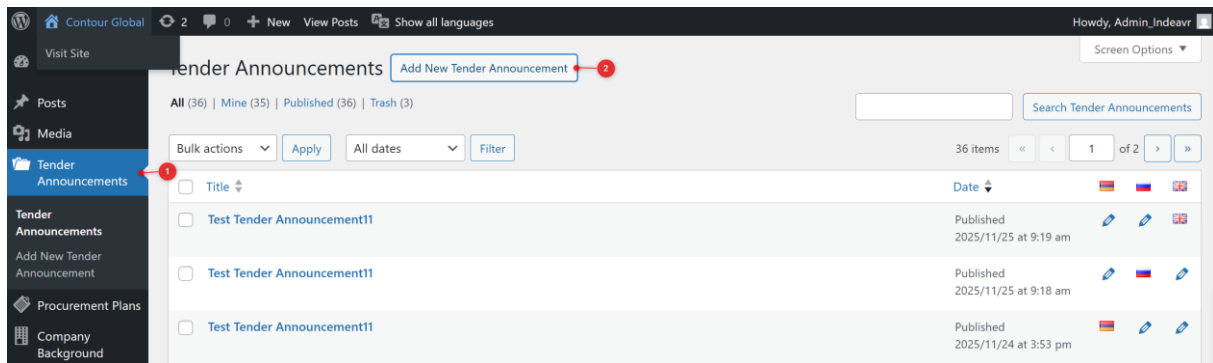 Contour Global 2 0 + New View Posts Show all languages Howdy, Admin_Indeavr
Visit Site
Screen Options ▼
Tender Announcements Add New Tender Announcement 2
All (36) | Mine (35) | Published (36) | Trash (3)
Search Tender Announcements
Posts
Media
Tender
Announcements
1
Tender
Announcements
Add New Tender
Announcement
Procurement Plans
Company
Background
Bulk actions Apply All dates Filter 36 items « ‹ 1 of 2 › »
Title Date
Test Tender Announcement11 Published
2025/11/25 at 9:19 am
Test Tender Announcement11 Published
2025/11/25 at 9:18 am
Test Tender Announcement11 Published
2025/11/24 at 3:53 pm